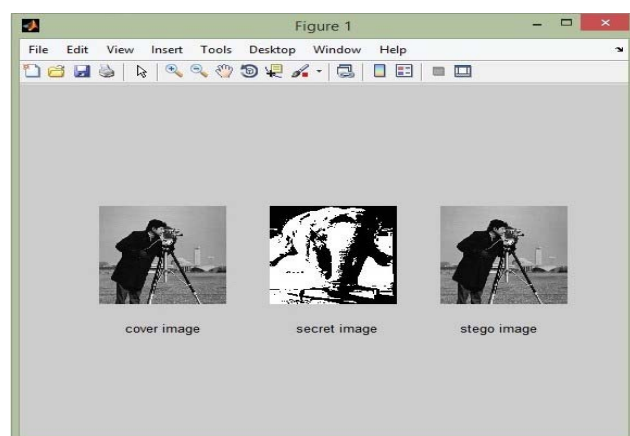 Figure 1
File Edit View Insert Tools Desktop Window Help
cover image secret image stego image